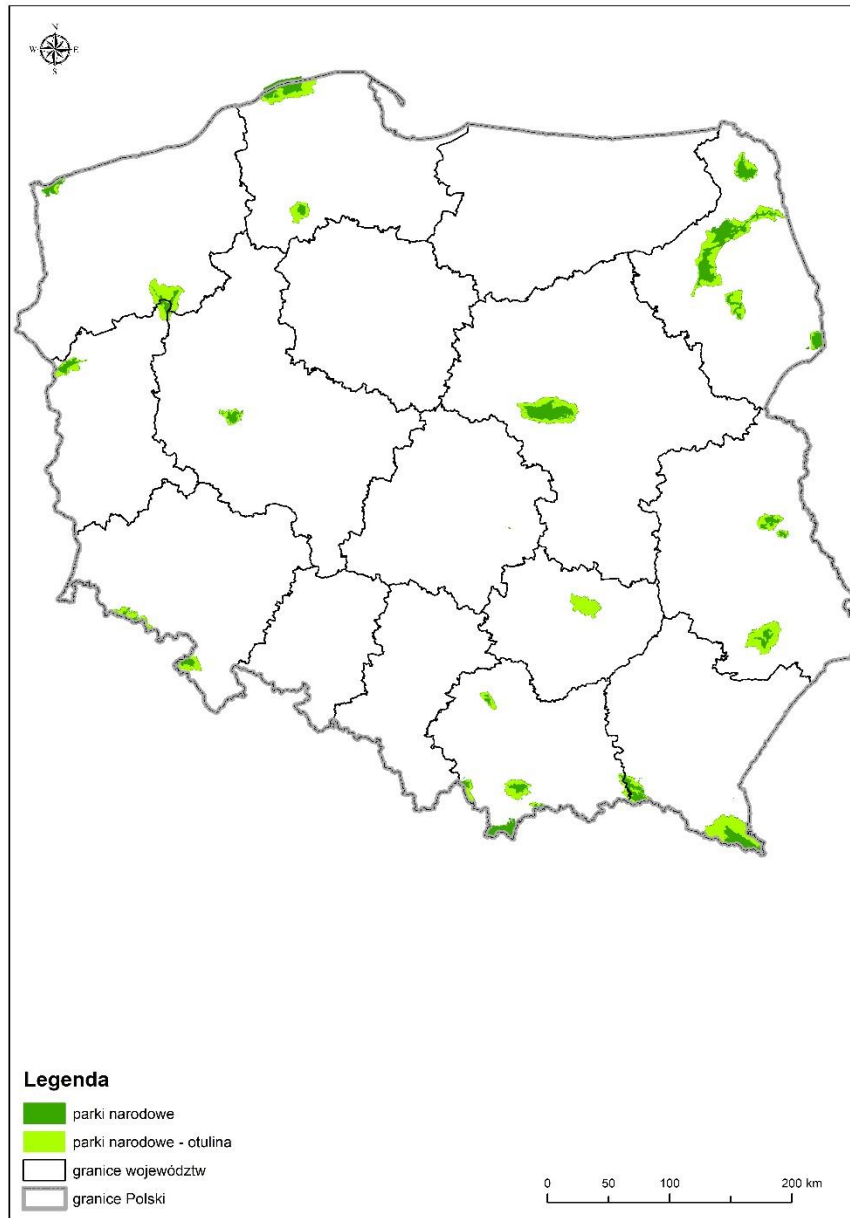 N
W E
S
Legenda
parki narodowe
parki narodowe - otulina
granice województw
granice Polski
0 50 100 200 km